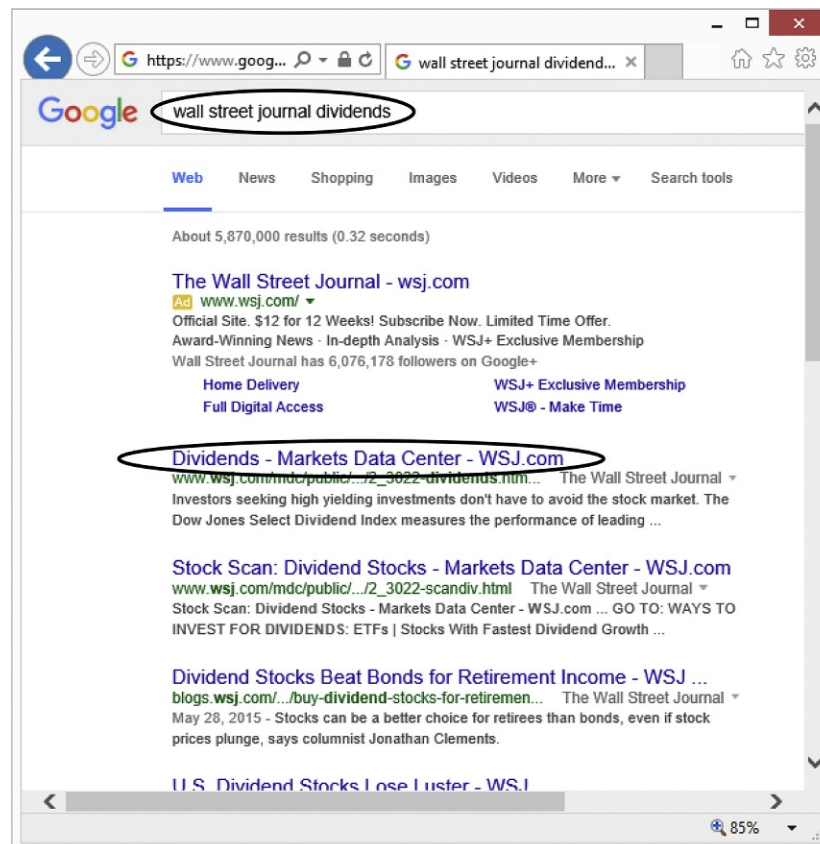 https://www.goog...
wall street journal dividend...
Google
wall street journal dividends
Web News Shopping Images Videos More Search tools
About 5,870,000 results (0.32 seconds)
The Wall Street Journal - wsj.com
Ad www.wsj.com/
Official Site. $12 for 12 Weeks! Subscribe Now. Limited Time Offer.
Award-Winning News · In-depth Analysis · WSJ+ Exclusive Membership
Wall Street Journal has 6,076,178 followers on Google+
Home Delivery WSJ+ Exclusive Membership
Full Digital Access WSJ® - Make Time
Dividends - Markets Data Center - WSJ.com
www.wsj.com/mdc/public/.../2_3022-dividends.htm... The Wall Street Journal
Investors seeking high yielding investments don't have to avoid the stock market. The
Dow Jones Select Dividend Index measures the performance of leading ...
Stock Scan: Dividend Stocks - Markets Data Center - WSJ.com
www.wsj.com/mdc/public/.../2_3022-scandiv.html The Wall Street Journal
Stock Scan: Dividend Stocks - Markets Data Center - WSJ.com ... GO TO: WAYS TO
INVEST FOR DIVIDENDS: ETFs | Stocks With Fastest Dividend Growth ...
Dividend Stocks Beat Bonds for Retirement Income - WSJ ...
blogs.wsj.com/.../buy-dividend-stocks-for-retiremen... The Wall Street Journal
May 28, 2015 - Stocks can be a better choice for retirees than bonds, even if stock
prices plunge, says columnist Jonathan Clements.
U.S. Dividend Stocks Lose Luster - WSJ
85%